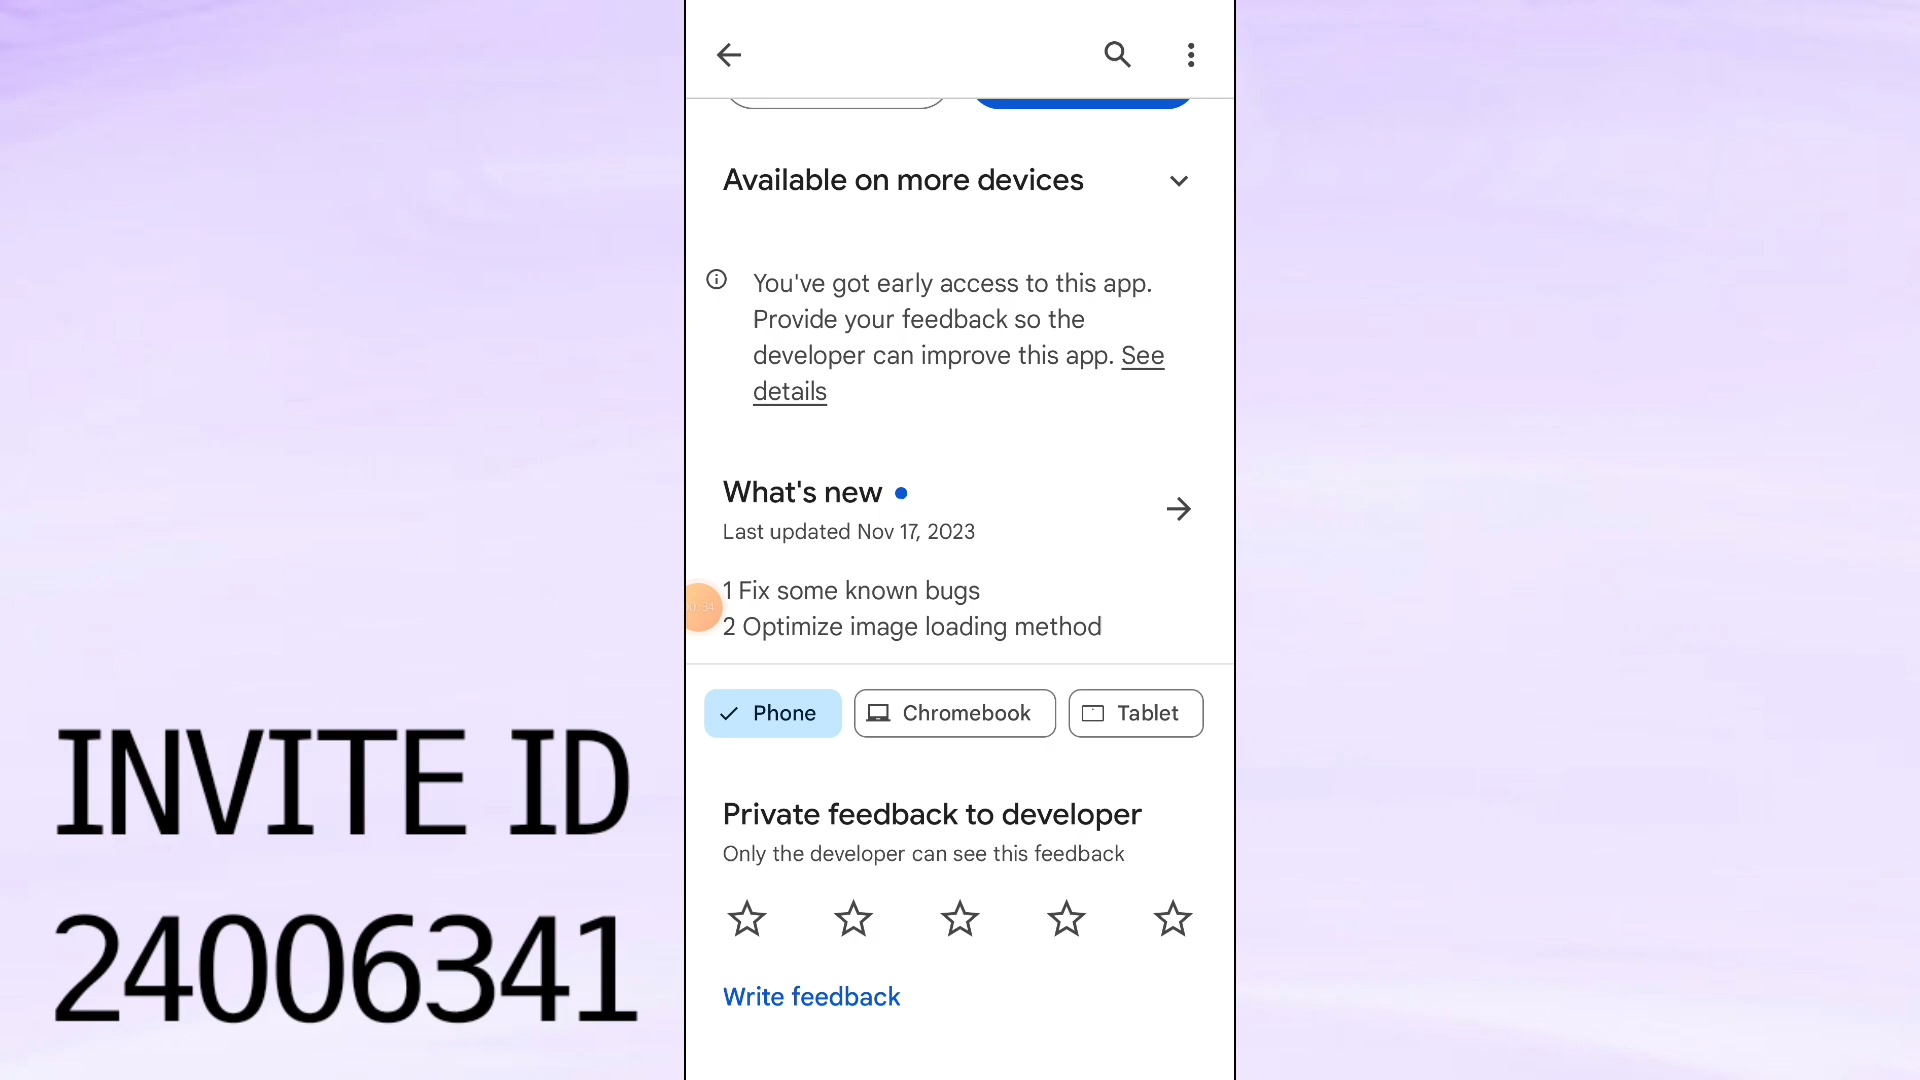 Available on more devices
You've got early access to this app.
Provide your feedback so the
developer can improve this app. See
details
What's new
Last updated Nov 17, 2023
1 Fix some known bugs
00:34
2 Optimize image loading method
Phone
Chromebook
Tablet
Private feedback to developer
Only the developer can see this feedback
Write feedback
INVITE ID
24006341